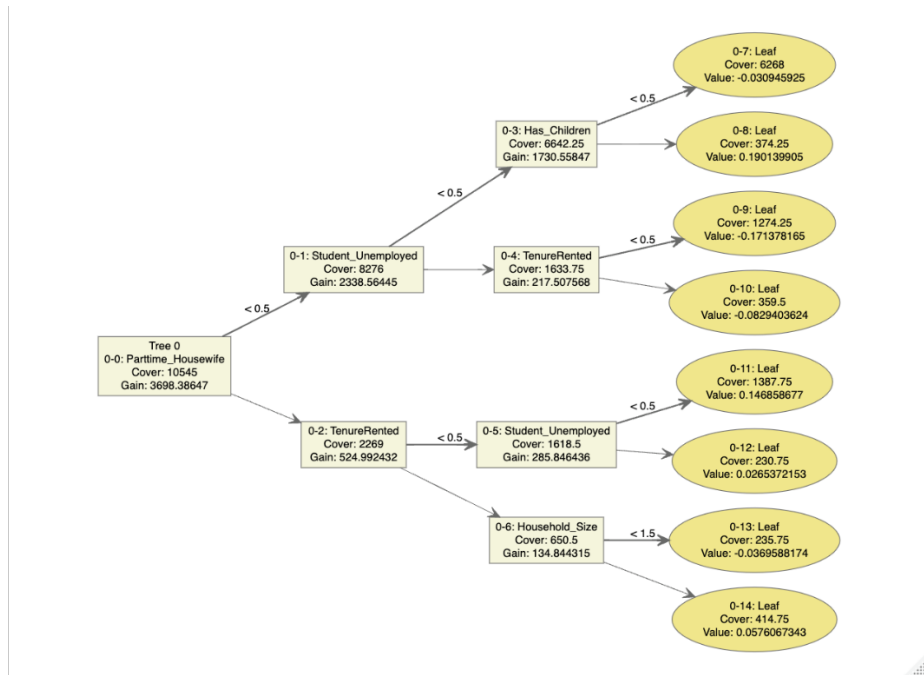 0-7: Leaf
Cover: 6268
Value: -0.030945925
< 0.5
0-3: Has_Children
Cover: 6642.25
Gain: 1730.55847
0-8: Leaf
Cover: 374.25
Value: 0.190139905
< 0.5
0-9: Leaf
Cover: 1274.25
Value: -0.171378165
< 0.5
0-1: Student_Unemployed
Cover: 8276
Gain: 2338.56445
0-4: TenureRented
Cover: 1633.75
Gain: 217.507568
0-10: Leaf
Cover: 359.5
Value: -0.0829403624
< 0.5
Tree 0
0-0: Parttime_Housewife
Cover: 10545
Gain: 3698.38647
0-11: Leaf
Cover: 1387.75
Value: 0.146858677
< 0.5
0-2: TenureRented
Cover: 2269
Gain: 524.992432
< 0.5
0-5: Student_Unemployed
Cover: 1618.5
Gain: 285.846436
0-12: Leaf
Cover: 230.75
Value: 0.0265372153
0-6: Household_Size
Cover: 650.5
Gain: 134.844315
< 1.5
0-13: Leaf
Cover: 235.75
Value: -0.0369588174
0-14: Leaf
Cover: 414.75
Value: 0.0576067343